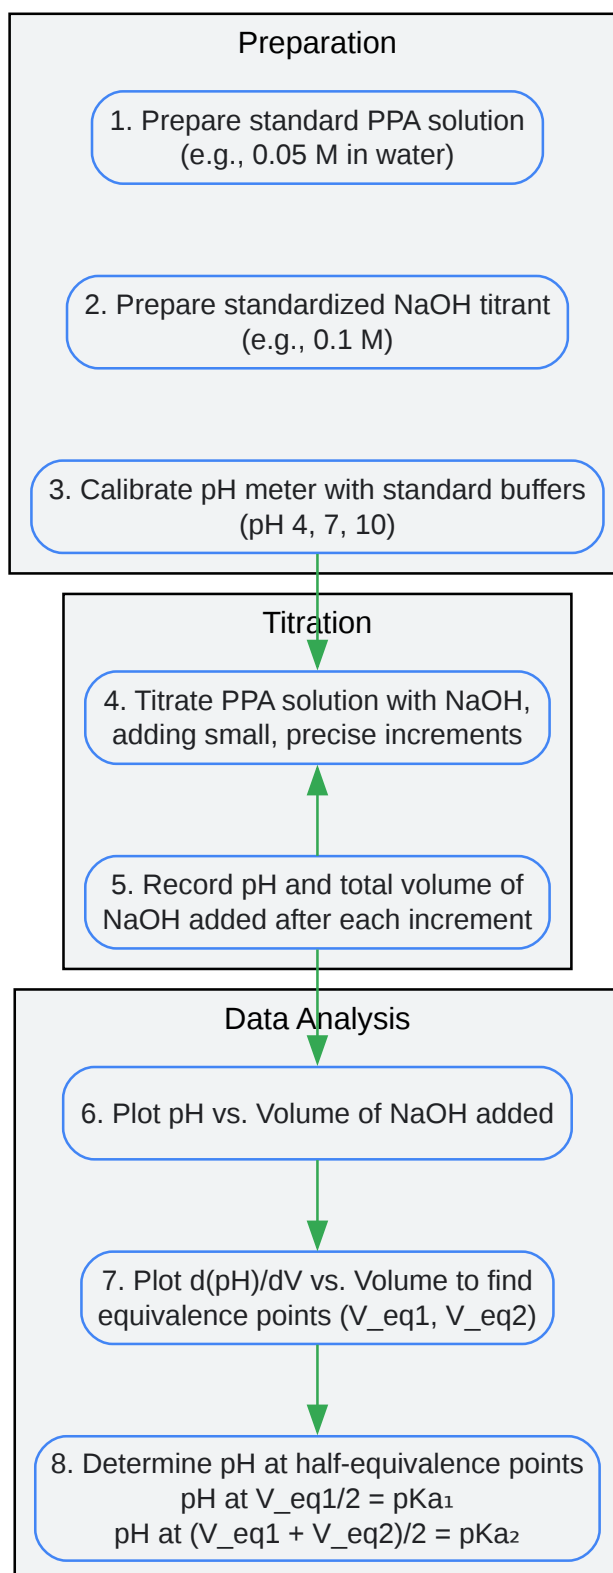 Preparation
1. Prepare standard PPA solution
(e.g., 0.05 M in water)
2. Prepare standardized NaOH titrant
(e.g., 0.1 M)
3. Calibrate pH meter with standard buffers
(pH 4, 7, 10)
Titration
4. Titrate PPA solution with NaOH,
adding small, precise increments
5. Record pH and total volume of
NaOH added after each increment
Data Analysis
6. Plot pH vs. Volume of NaOH added
7. Plot d(pH)/dV vs. Volume to find
equivalence points (V_eq1, V_eq2)
8. Determine pH at half-equivalence points
pH at V_eq1/2 = pKa₁
pH at (V_eq1 + V_eq2)/2 = pKa₂